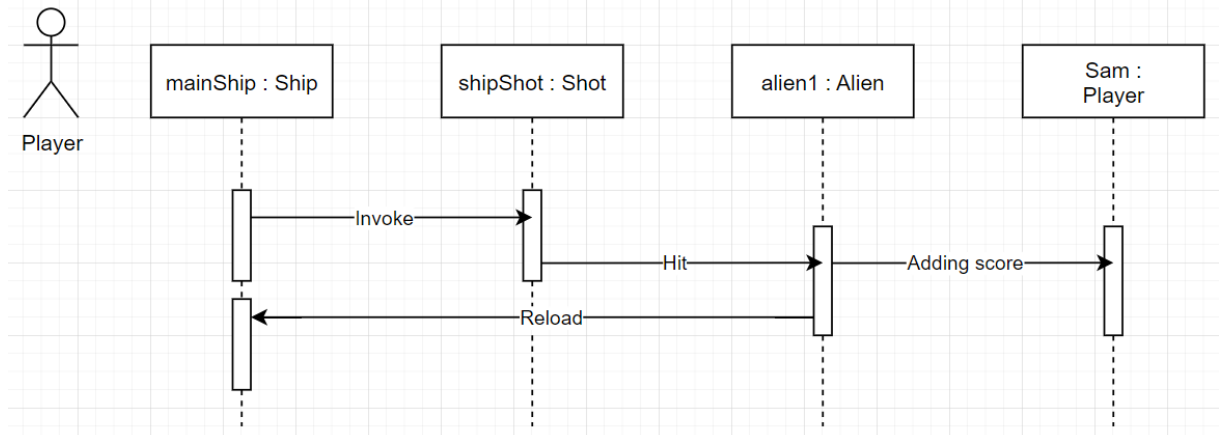 mainShip : Ship
shipShot : Shot
alien1 : Alien
Sam :
Player
Player
Invoke
Hit
Adding score
Reload